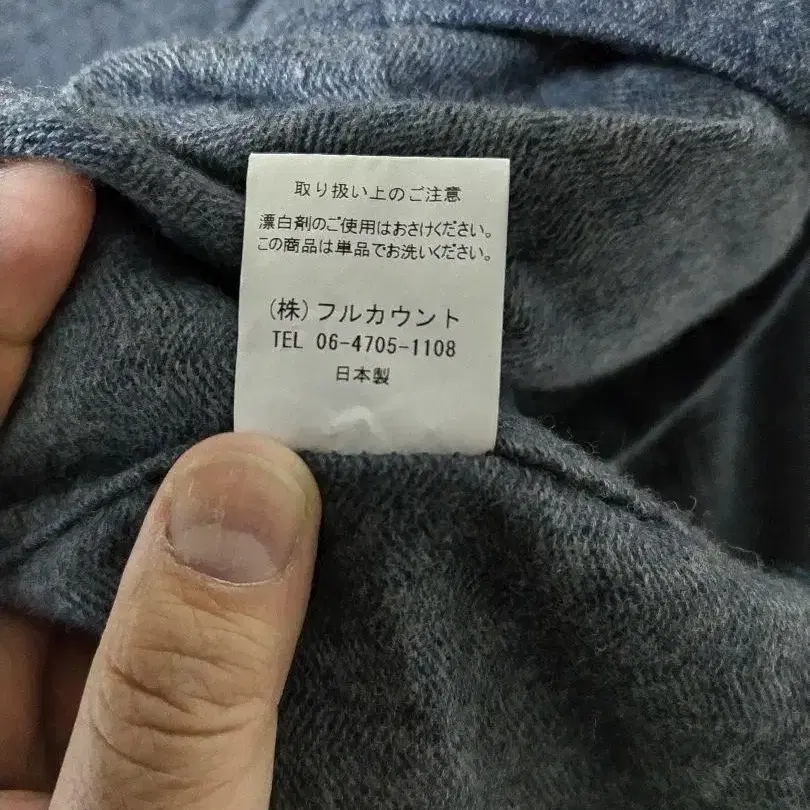 取り扱い上のご注意
漂白剤のご使用はおさけください。
この商品は単品でお洗いください。
(株)フルカウント
TEL 06-4705-1108
日本製